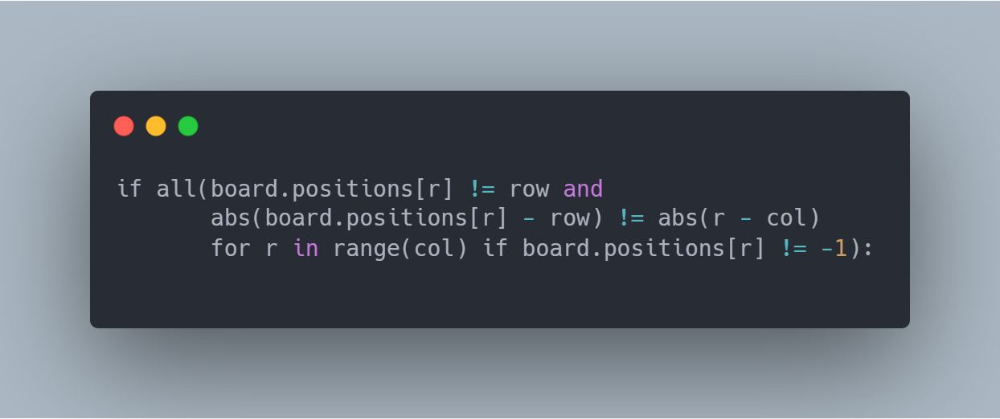 if all(board.positions[r] != row and
       abs(board.positions[r] - row) != abs(r - col)
       for r in range(col) if board.positions[r] != -1):